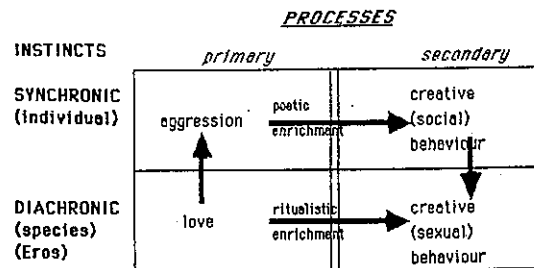 PROCESSES
INSTINCTS
primary
secondary
SYNCHRONIC
(individual)
aggression
poetic
enrichment
creative
(social)
behaviour
DIACHRONIC
(species)
(Eros)
love
ritualistic
enrichment
creative
(sexual)
behaviour